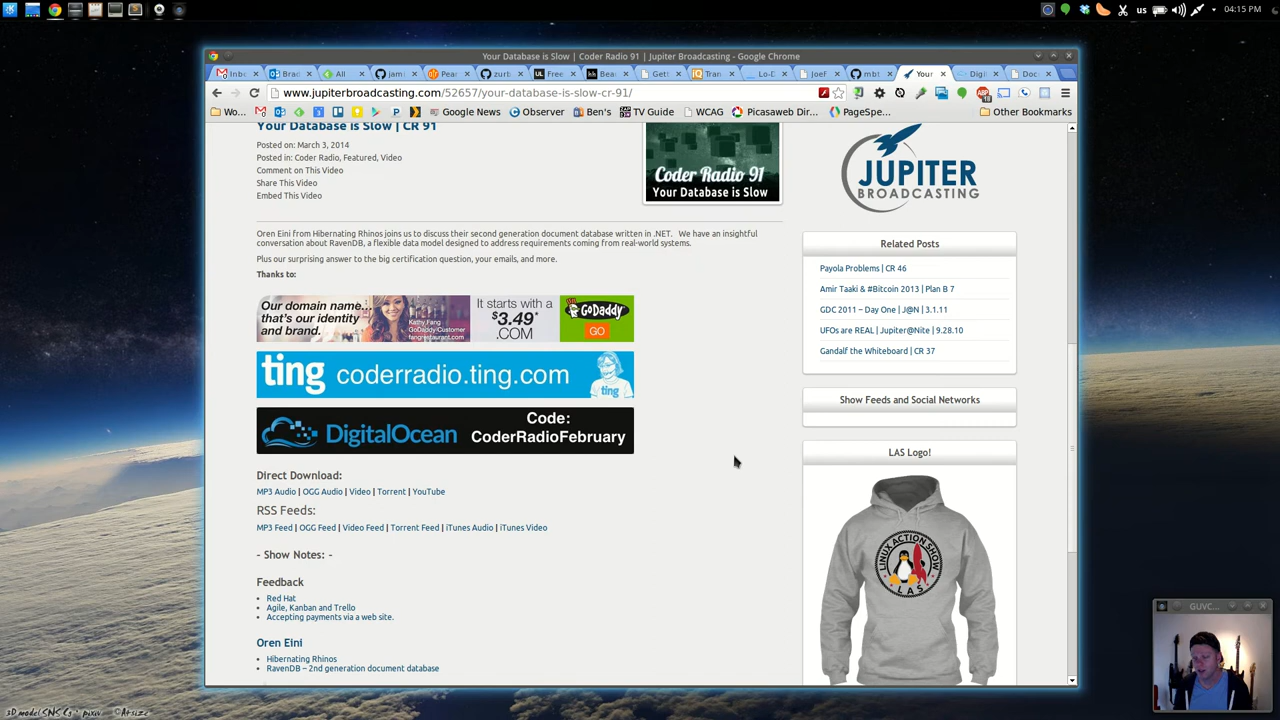 us 04:15 PM
Your Database is Slow | Coder Radio 91 | Jupiter Broadcasting - Google Chrome
Inbo Brad All jam: Pear zurb Free Bea: Gett Tran Lo-D JoeF mbt Your Digit Doc
www.jupiterbroadcasting.com/52657/your-database-is-slow-cr-91/
Wo... Google News Observer Ben's TV Guide WCAG Picasaweb Dir... PageSpe... Other Bookmarks
Your Database is Slow | CR 91
Posted on: March 3, 2014
Posted in: Coder Radio, Featured, Video
Comment on This Video
Share This Video
Embed This Video
Coder Radio 91
Your Database is Slow
Oren Eini from Hibernating Rhinos joins us to discuss their second generation document database written in .NET. We have an insightful
conversation about RavenDB, a flexible data model designed to address requirements coming from real-world systems.
Plus our surprising answer to the big certification question, your emails, and more.
Thanks to:
Our domain name...
that's our identity
and brand.
Kathy Fang
GoDaddy Customer
fangrestaurant.com
It starts with a
$3.49*
.COM
GoDaddy
GO
ting coderradio.ting.com
ting
DigitalOcean
Code:
CoderRadioFebruary
Direct Download:
MP3 Audio | OGG Audio | Video | Torrent | YouTube
RSS Feeds:
MP3 Feed | OGG Feed | Video Feed | Torrent Feed | iTunes Audio | iTunes Video
- Show Notes: -
Feedback
Red Hat
Agile, Kanban and Trello
Accepting payments via a web site.
Oren Eini
Hibernating Rhinos
RavenDB – 2nd generation document database
JUPITER
BROADCASTING
Related Posts
Payola Problems | CR 46
Amir Taaki & #Bitcoin 2013 | Plan B 7
GDC 2011 – Day One | J@N | 3.1.11
UFOs are REAL | Jupiter@Nite | 9.28.10
Gandalf the Whiteboard | CR 37
Show Feeds and Social Networks
LAS Logo!
LINUX ACTION SHOW
LAS
GUVC...